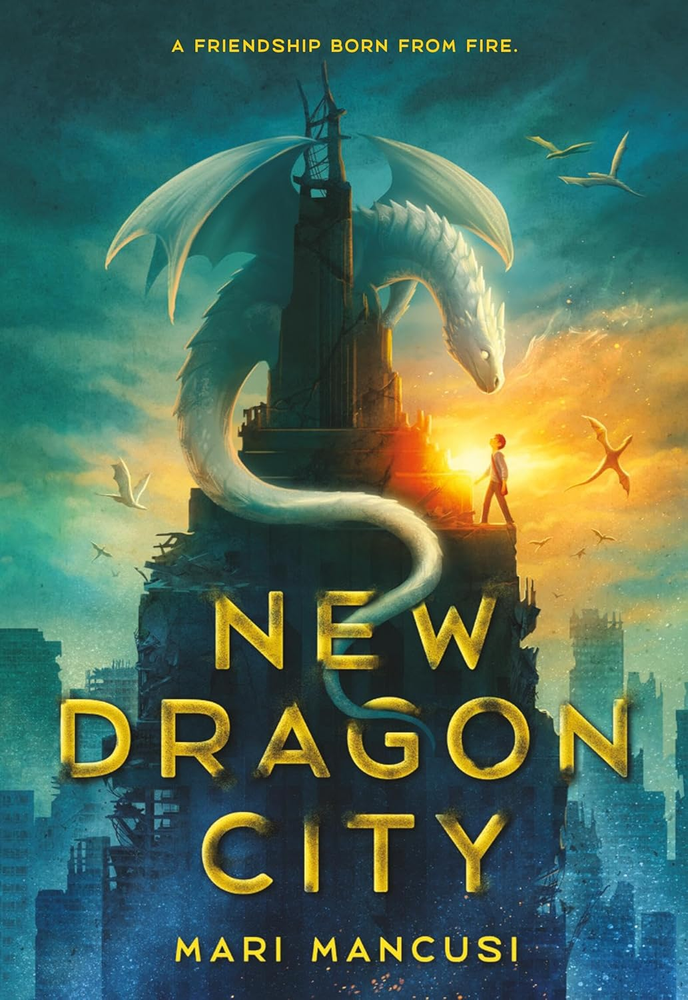 A FRIENDSHIP BORN FROM FIRE.
NEW
DRAGON
CITY
MARI MANCUSI